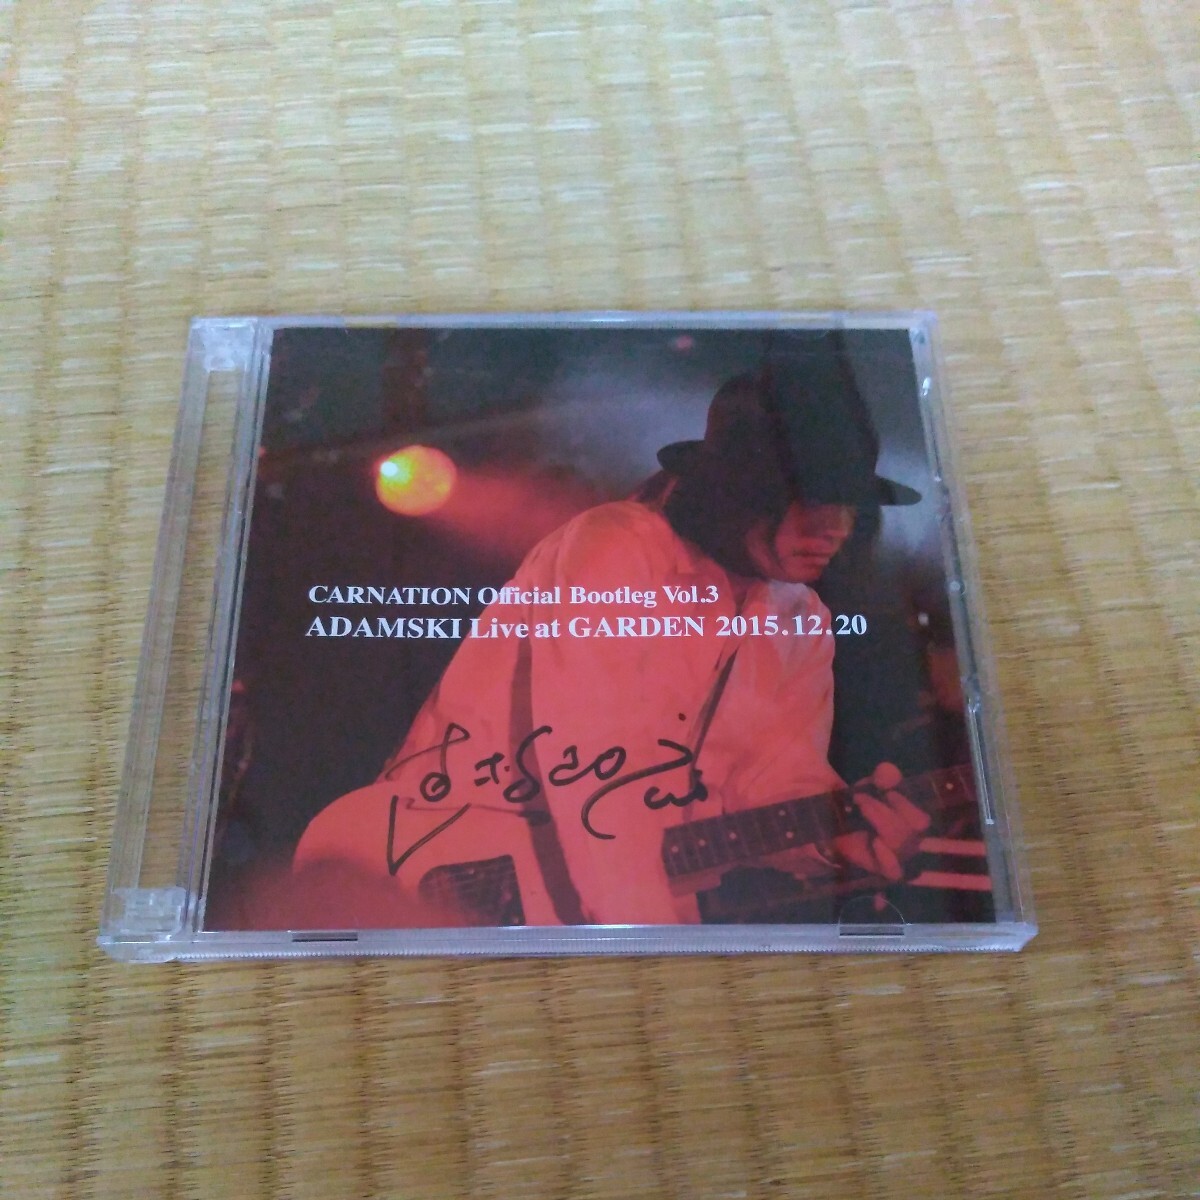 CARNATION Official Bootleg Vol.3
ADAMSKI Live at GARDEN 2015.12.20